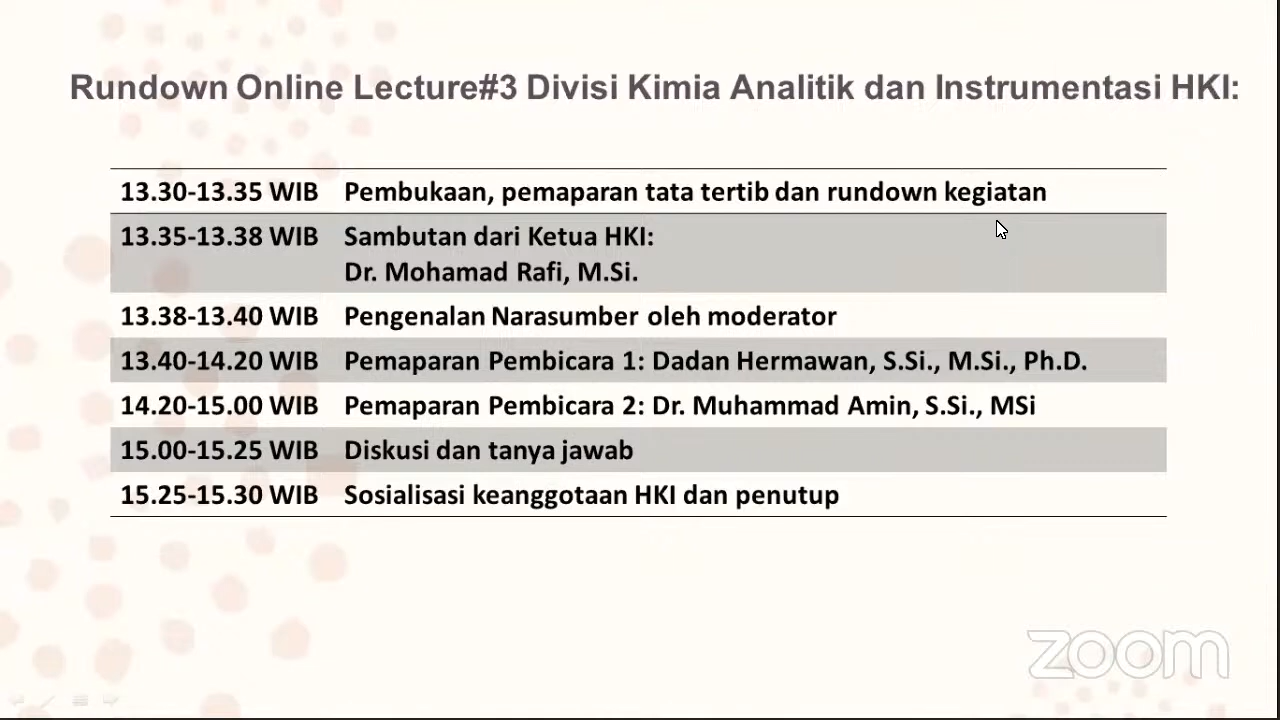 Rundown Online Lecture#3 Divisi Kimia Analitik dan Instrumentasi HKI:
13.30-13.35 WIB Pembukaan, pemaparan tata tertib dan rundown kegiatan
13.35-13.38 WIB Sambutan dari Ketua HKI:
Dr. Mohamad Rafi, M.Si.
13.38-13.40 WIB Pengenalan Narasumber oleh moderator
13.40-14.20 WIB Pemaparan Pembicara 1: Dadan Hermawan, S.Si., M.Si., Ph.D.
14.20-15.00 WIB Pemaparan Pembicara 2: Dr. Muhammad Amin, S.Si., MSi
15.00-15.25 WIB Diskusi dan tanya jawab
15.25-15.30 WIB Sosialisasi keanggotaan HKI dan penutup
zoom